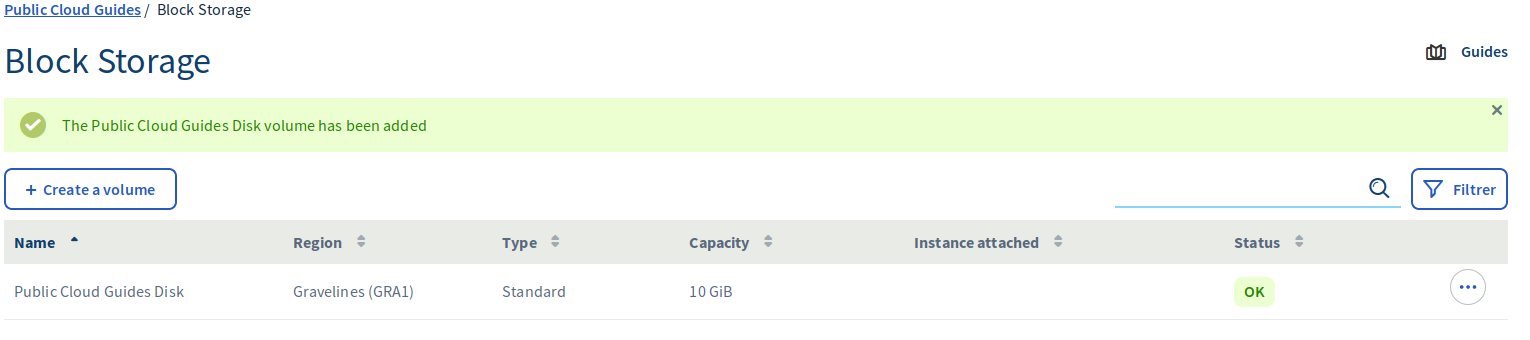 Public Cloud Guides / Block Storage
Block Storage
Guides
The Public Cloud Guides Disk volume has been added
+ Create a volume
Filtrer
Name Region Type Capacity Instance attached Status
Public Cloud Guides Disk Gravelines (GRA1) Standard 10 GiB OK